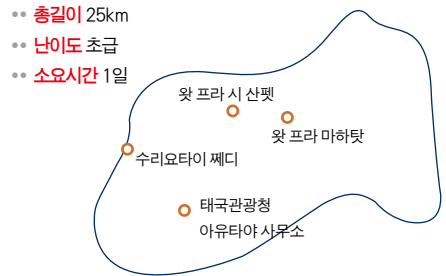 총길이 25km
난이도 초급
소요시간 1일
왓 프라 시 산펫
왓 프라 마하탓
수리요타이 쩨디
태국관광청
아유타야 사무소